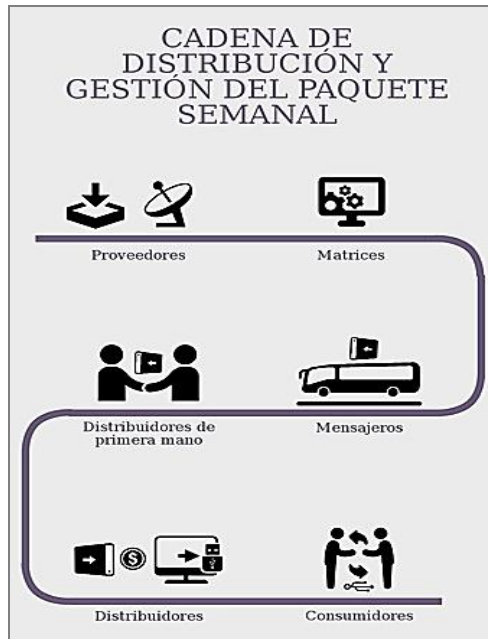 CADENA DE
DISTRIBUCIÓN Y
GESTIÓN DEL PAQUETE
SEMANAL
Proveedores
Matrices
Distribuidores de
primera mano
Mensajeros
$
Distribuidores
Consumidores